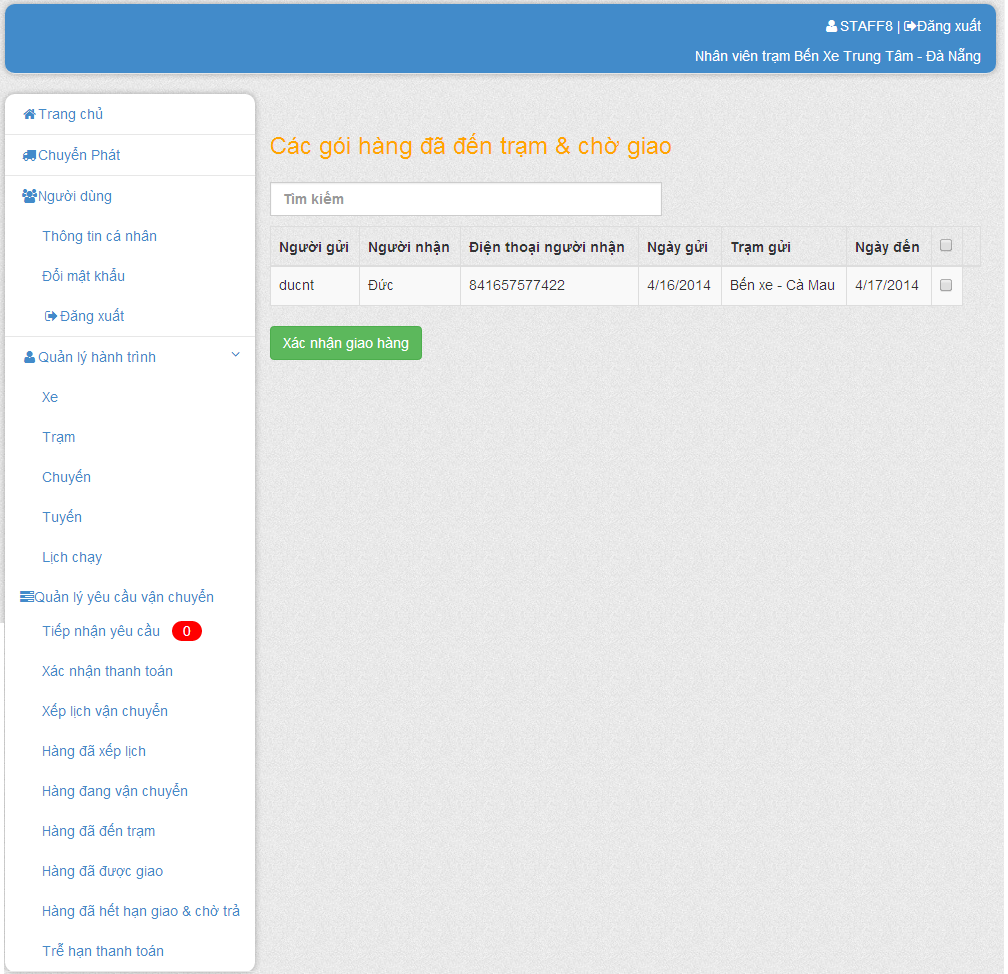 STAFF8 | Đăng xuất
Nhân viên trạm Bến Xe Trung Tâm - Đà Nẵng
Trang chủ
Chuyển Phát
Người dùng
Thông tin cá nhân
Đổi mật khẩu
Đăng xuất
Quản lý hành trình
Xe
Trạm
Chuyến
Tuyến
Lịch chạy
Quản lý yêu cầu vận chuyển
Tiếp nhận yêu cầu 0
Xác nhận thanh toán
Xếp lịch vận chuyển
Hàng đã xếp lịch
Hàng đang vận chuyển
Hàng đã đến trạm
Hàng đã được giao
Hàng đã hết hạn giao & chờ trả
Trễ hạn thanh toán
Các gói hàng đã đến trạm & chờ giao
Tìm kiếm
Người gửi Người nhận Điện thoại người nhận Ngày gửi Trạm gửi Ngày đến
ducnt Đức 841657577422 4/16/2014 Bến xe - Cà Mau 4/17/2014
Xác nhận giao hàng